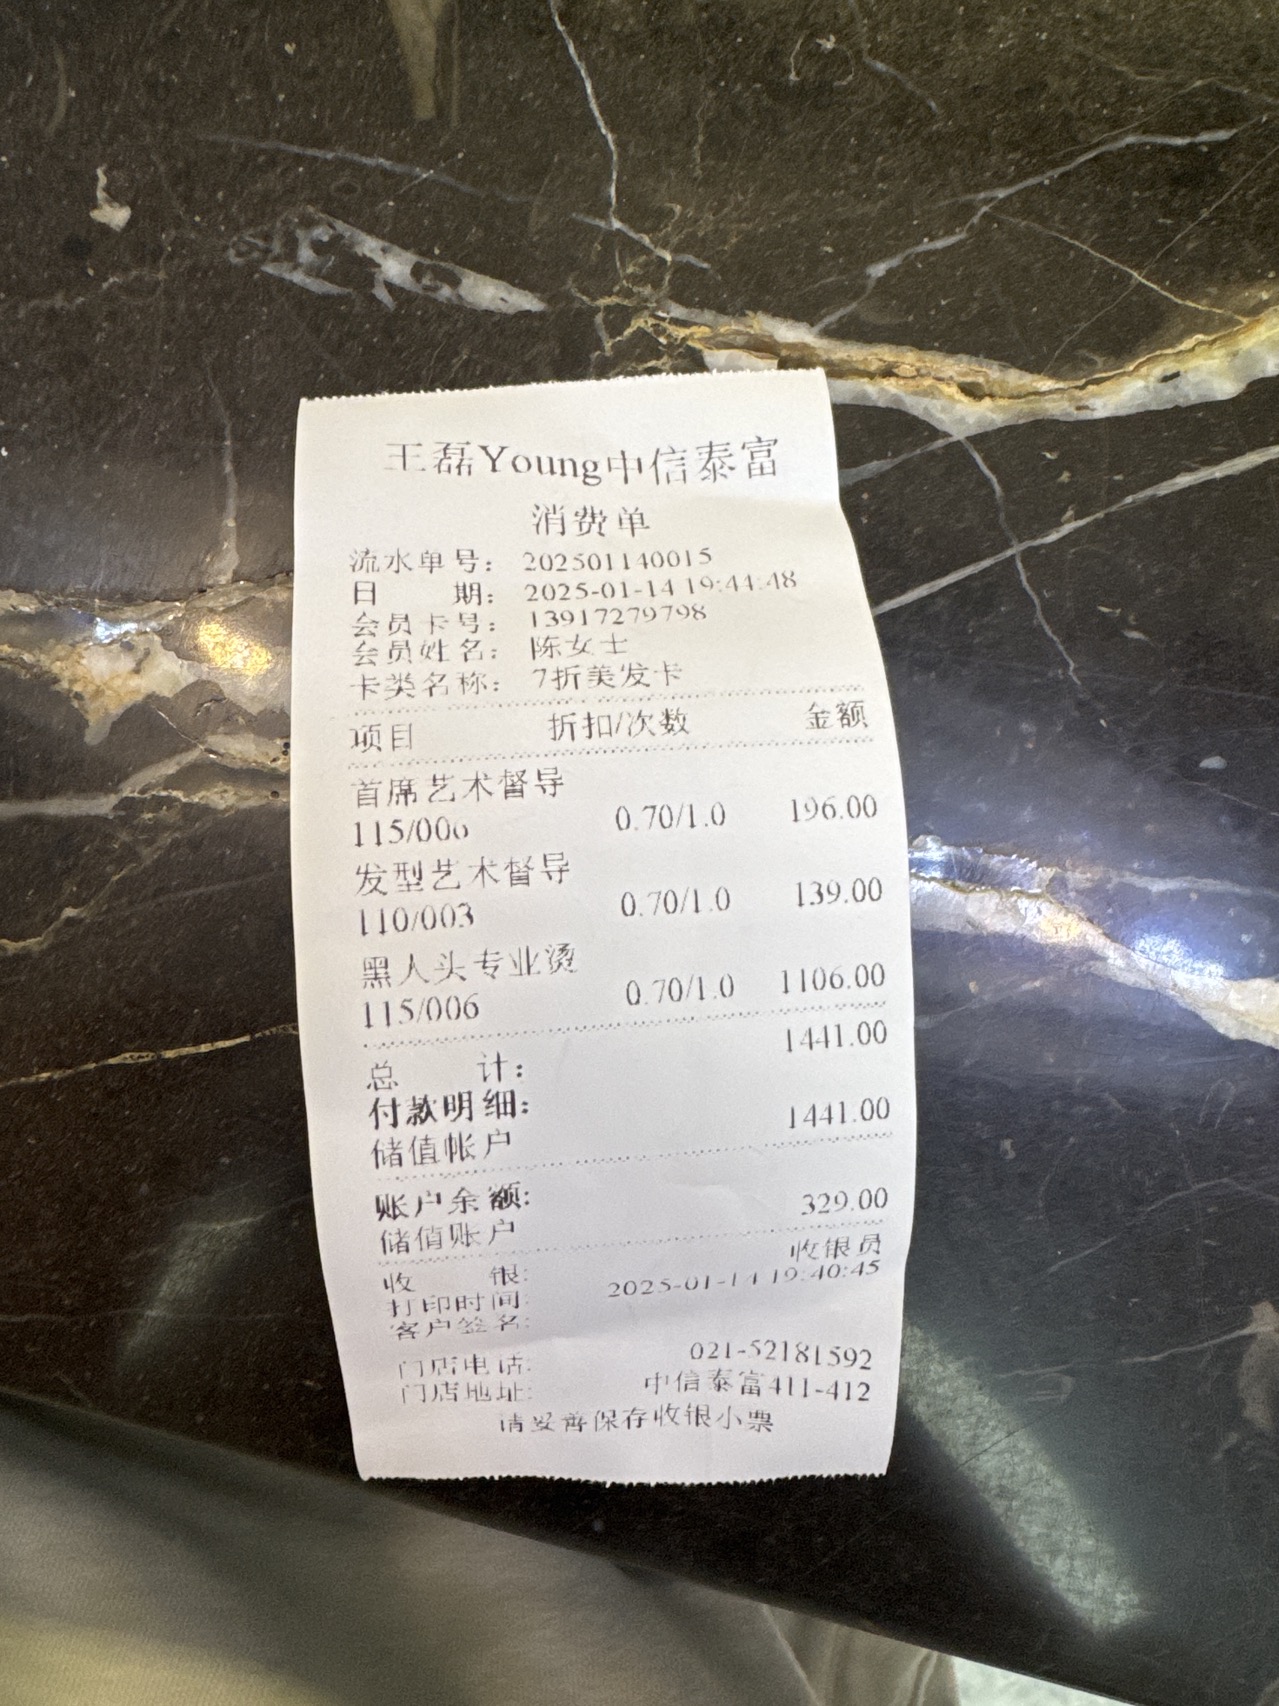 王磊Young中信泰富
消费单
流水单号： 202501140015
日 期： 2025-01-14 19:44:48
会员卡号： 13917279798
会员姓名： 陈女士
卡类名称： 7折美发卡
项目 折扣/次数 金额
首席艺术督导
115/006 0.70/1.0 196.00
发型艺术督导
110/003 0.70/1.0 139.00
黑人头专业烫
115/006 0.70/1.0 1106.00
总 计： 1441.00
付款明细：
储值帐户 1441.00
账户余额:
储值账户 329.00
收 银: 收银员
打印时间: 2025-01-14 19:40:45
客户签名:
门店电话: 021-52181592
门店地址: 中信泰富411-412
请妥善保存收银小票